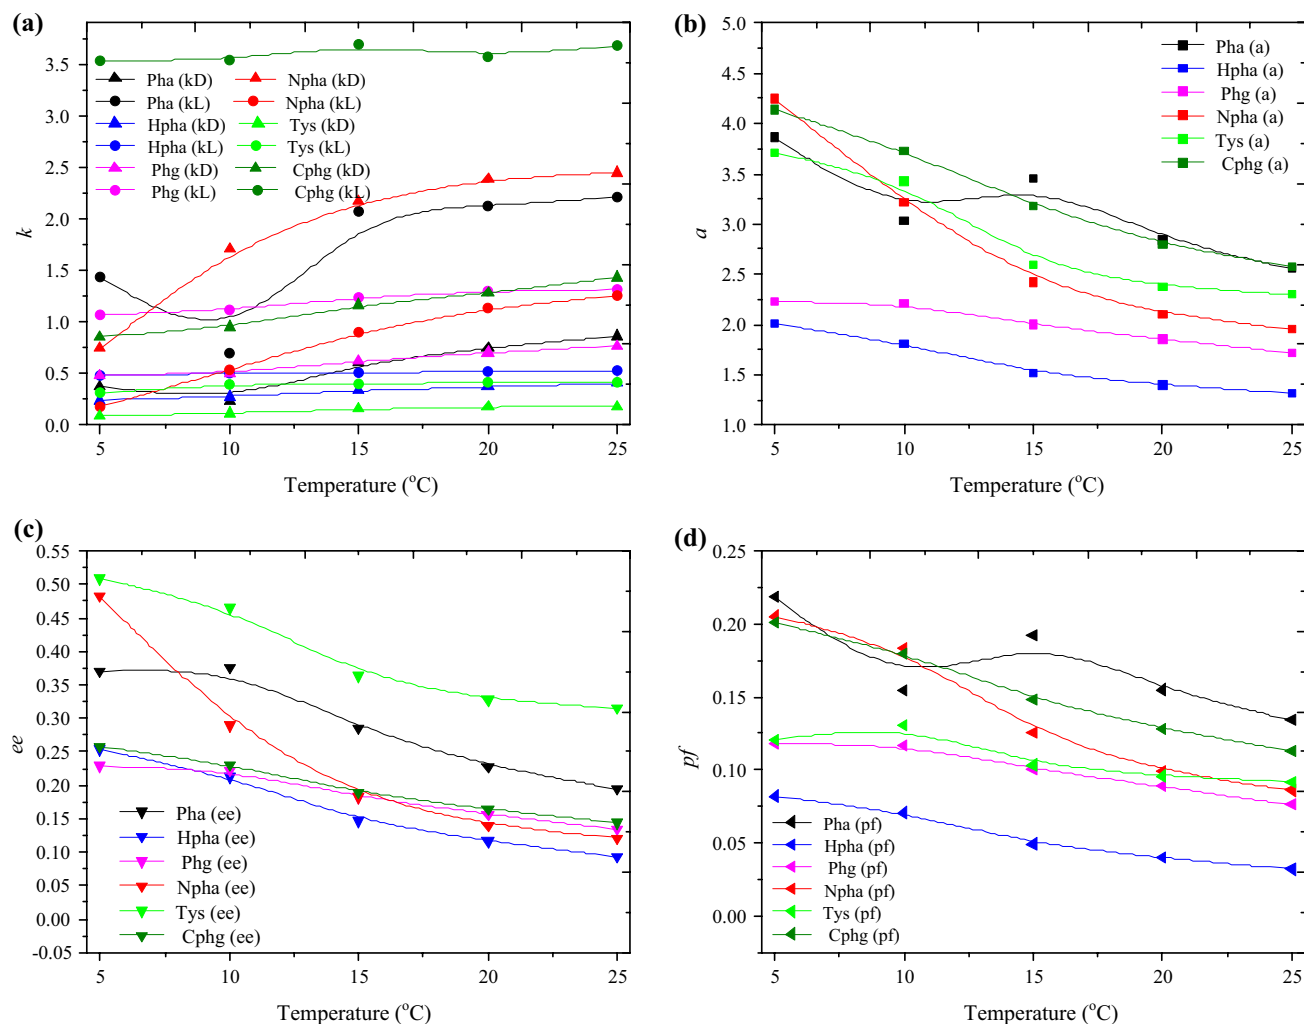 (a)
4.0
3.5
3.0
2.5
2.0
1.5
1.0
0.5
0.0
k
Pha (kD)
Npha (kD)
Pha (kL)
Npha (kL)
Hpha (kD)
Tys (kD)
Hpha (kL)
Tys (kL)
Phg (kD)
Cphg (kD)
Phg (kL)
Cphg (kL)
5 10 15 20 25
Temperature (°C)
(b)
5.0
4.5
4.0
3.5
3.0
2.5
2.0
1.5
1.0
a
Pha (a)
Hpha (a)
Phg (a)
Npha (a)
Tys (a)
Cphg (a)
5 10 15 20 25
Temperature (°C)
(c)
0.55
0.50
0.45
0.40
0.35
0.30
0.25
0.20
0.15
0.10
0.05
0.00
-0.05
ee
Pha (ee)
Hpha (ee)
Phg (ee)
Npha (ee)
Tys (ee)
Cphg (ee)
5 10 15 20 25
Temperature (°C)
(d)
0.25
0.20
0.15
0.10
0.05
0.00
pf
Pha (pf)
Hpha (pf)
Phg (pf)
Npha (pf)
Tys (pf)
Cphg (pf)
5 10 15 20 25
Temperature (°C)